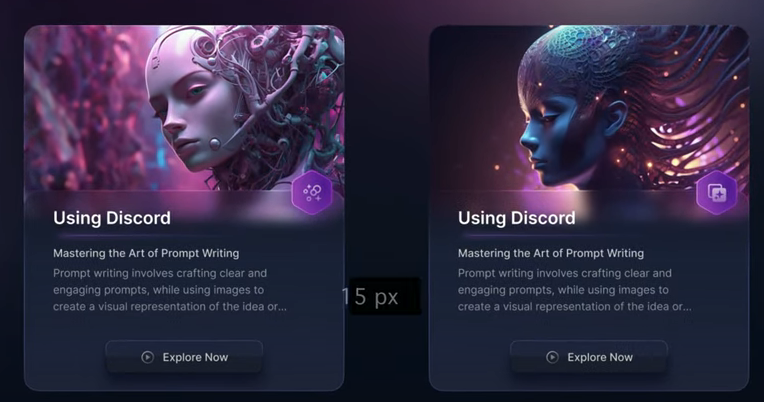 Using Discord
Mastering the Art of Prompt Writing
Prompt writing involves crafting clear and
engaging prompts, while using images to
create a visual representation of the idea or...
Explore Now
15 px
Using Discord
Mastering the Art of Prompt Writing
Prompt writing involves crafting clear and
engaging prompts, while using images to
create a visual representation of the idea or...
Explore Now